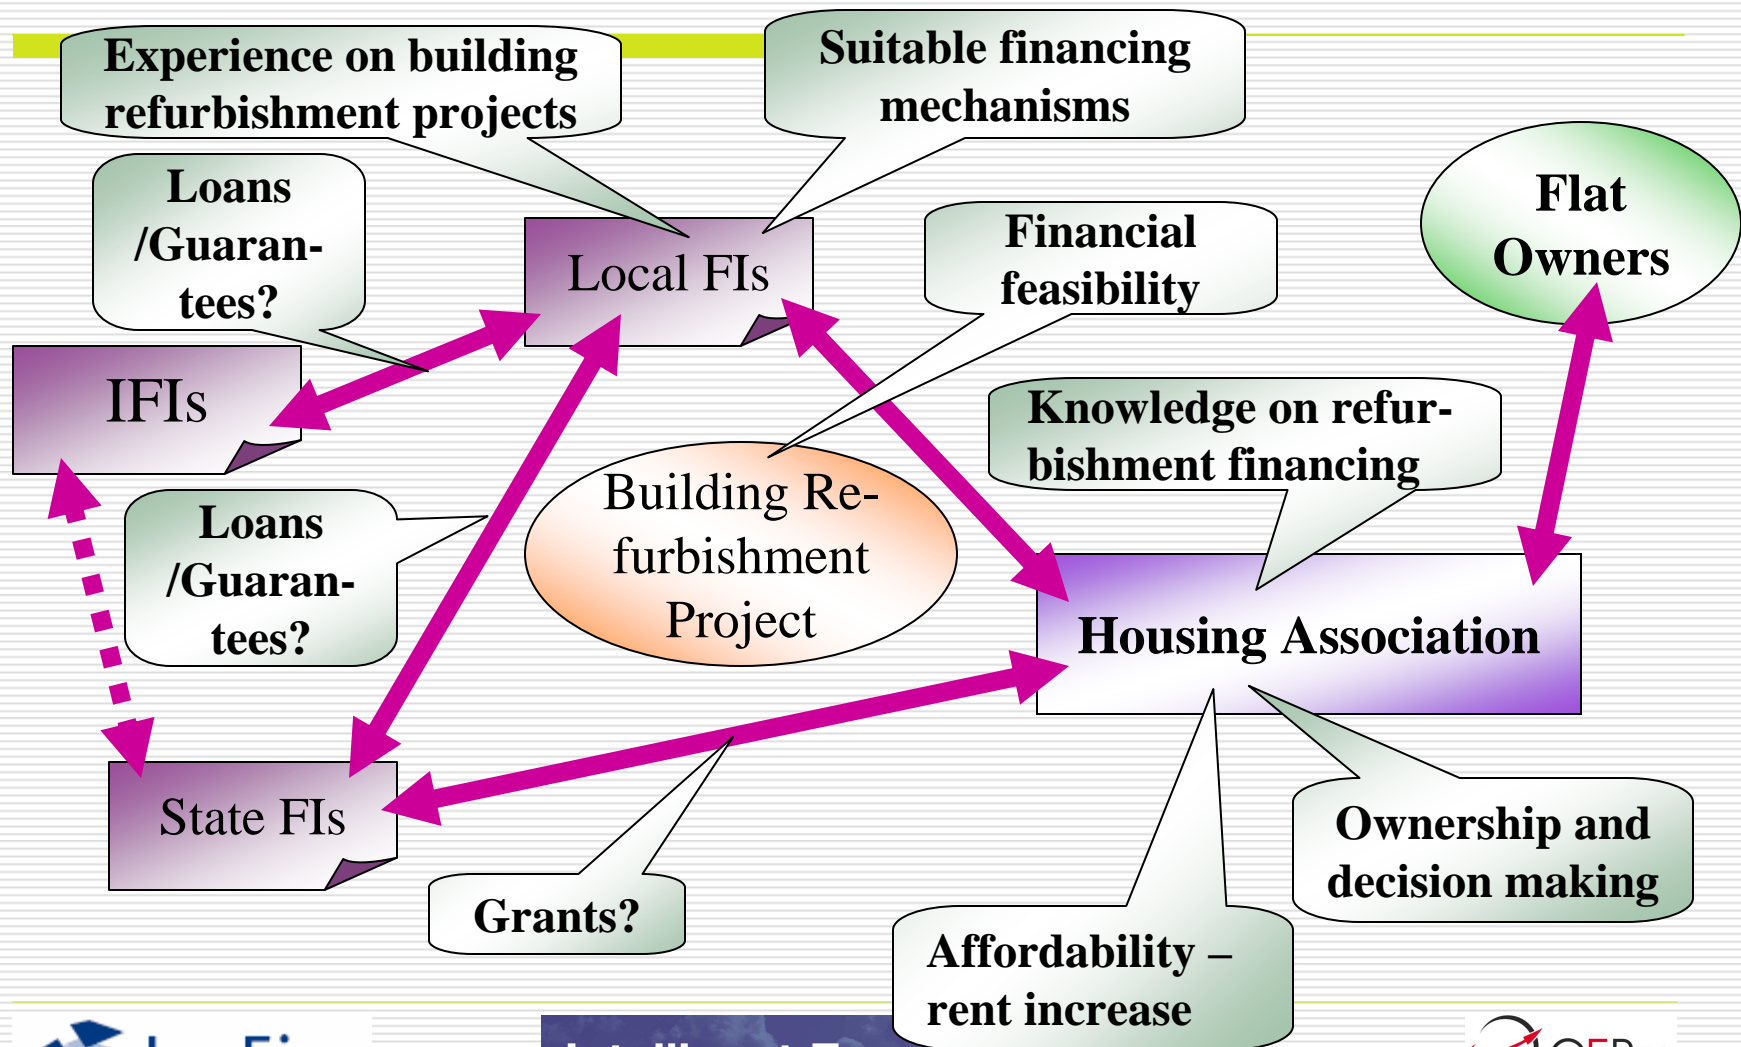 Experience on building
refurbishment projects
Suitable financing
mechanisms
Loans
/Guaran-
tees?
Local FIs
Financial
feasibility
Flat
Owners
IFIs
Knowledge on refur-
bishment financing
Building Re-
furbishment
Project
Loans
/Guaran-
tees?
Housing Association
State FIs
Ownership and
decision making
Grants?
Affordability –
rent increase